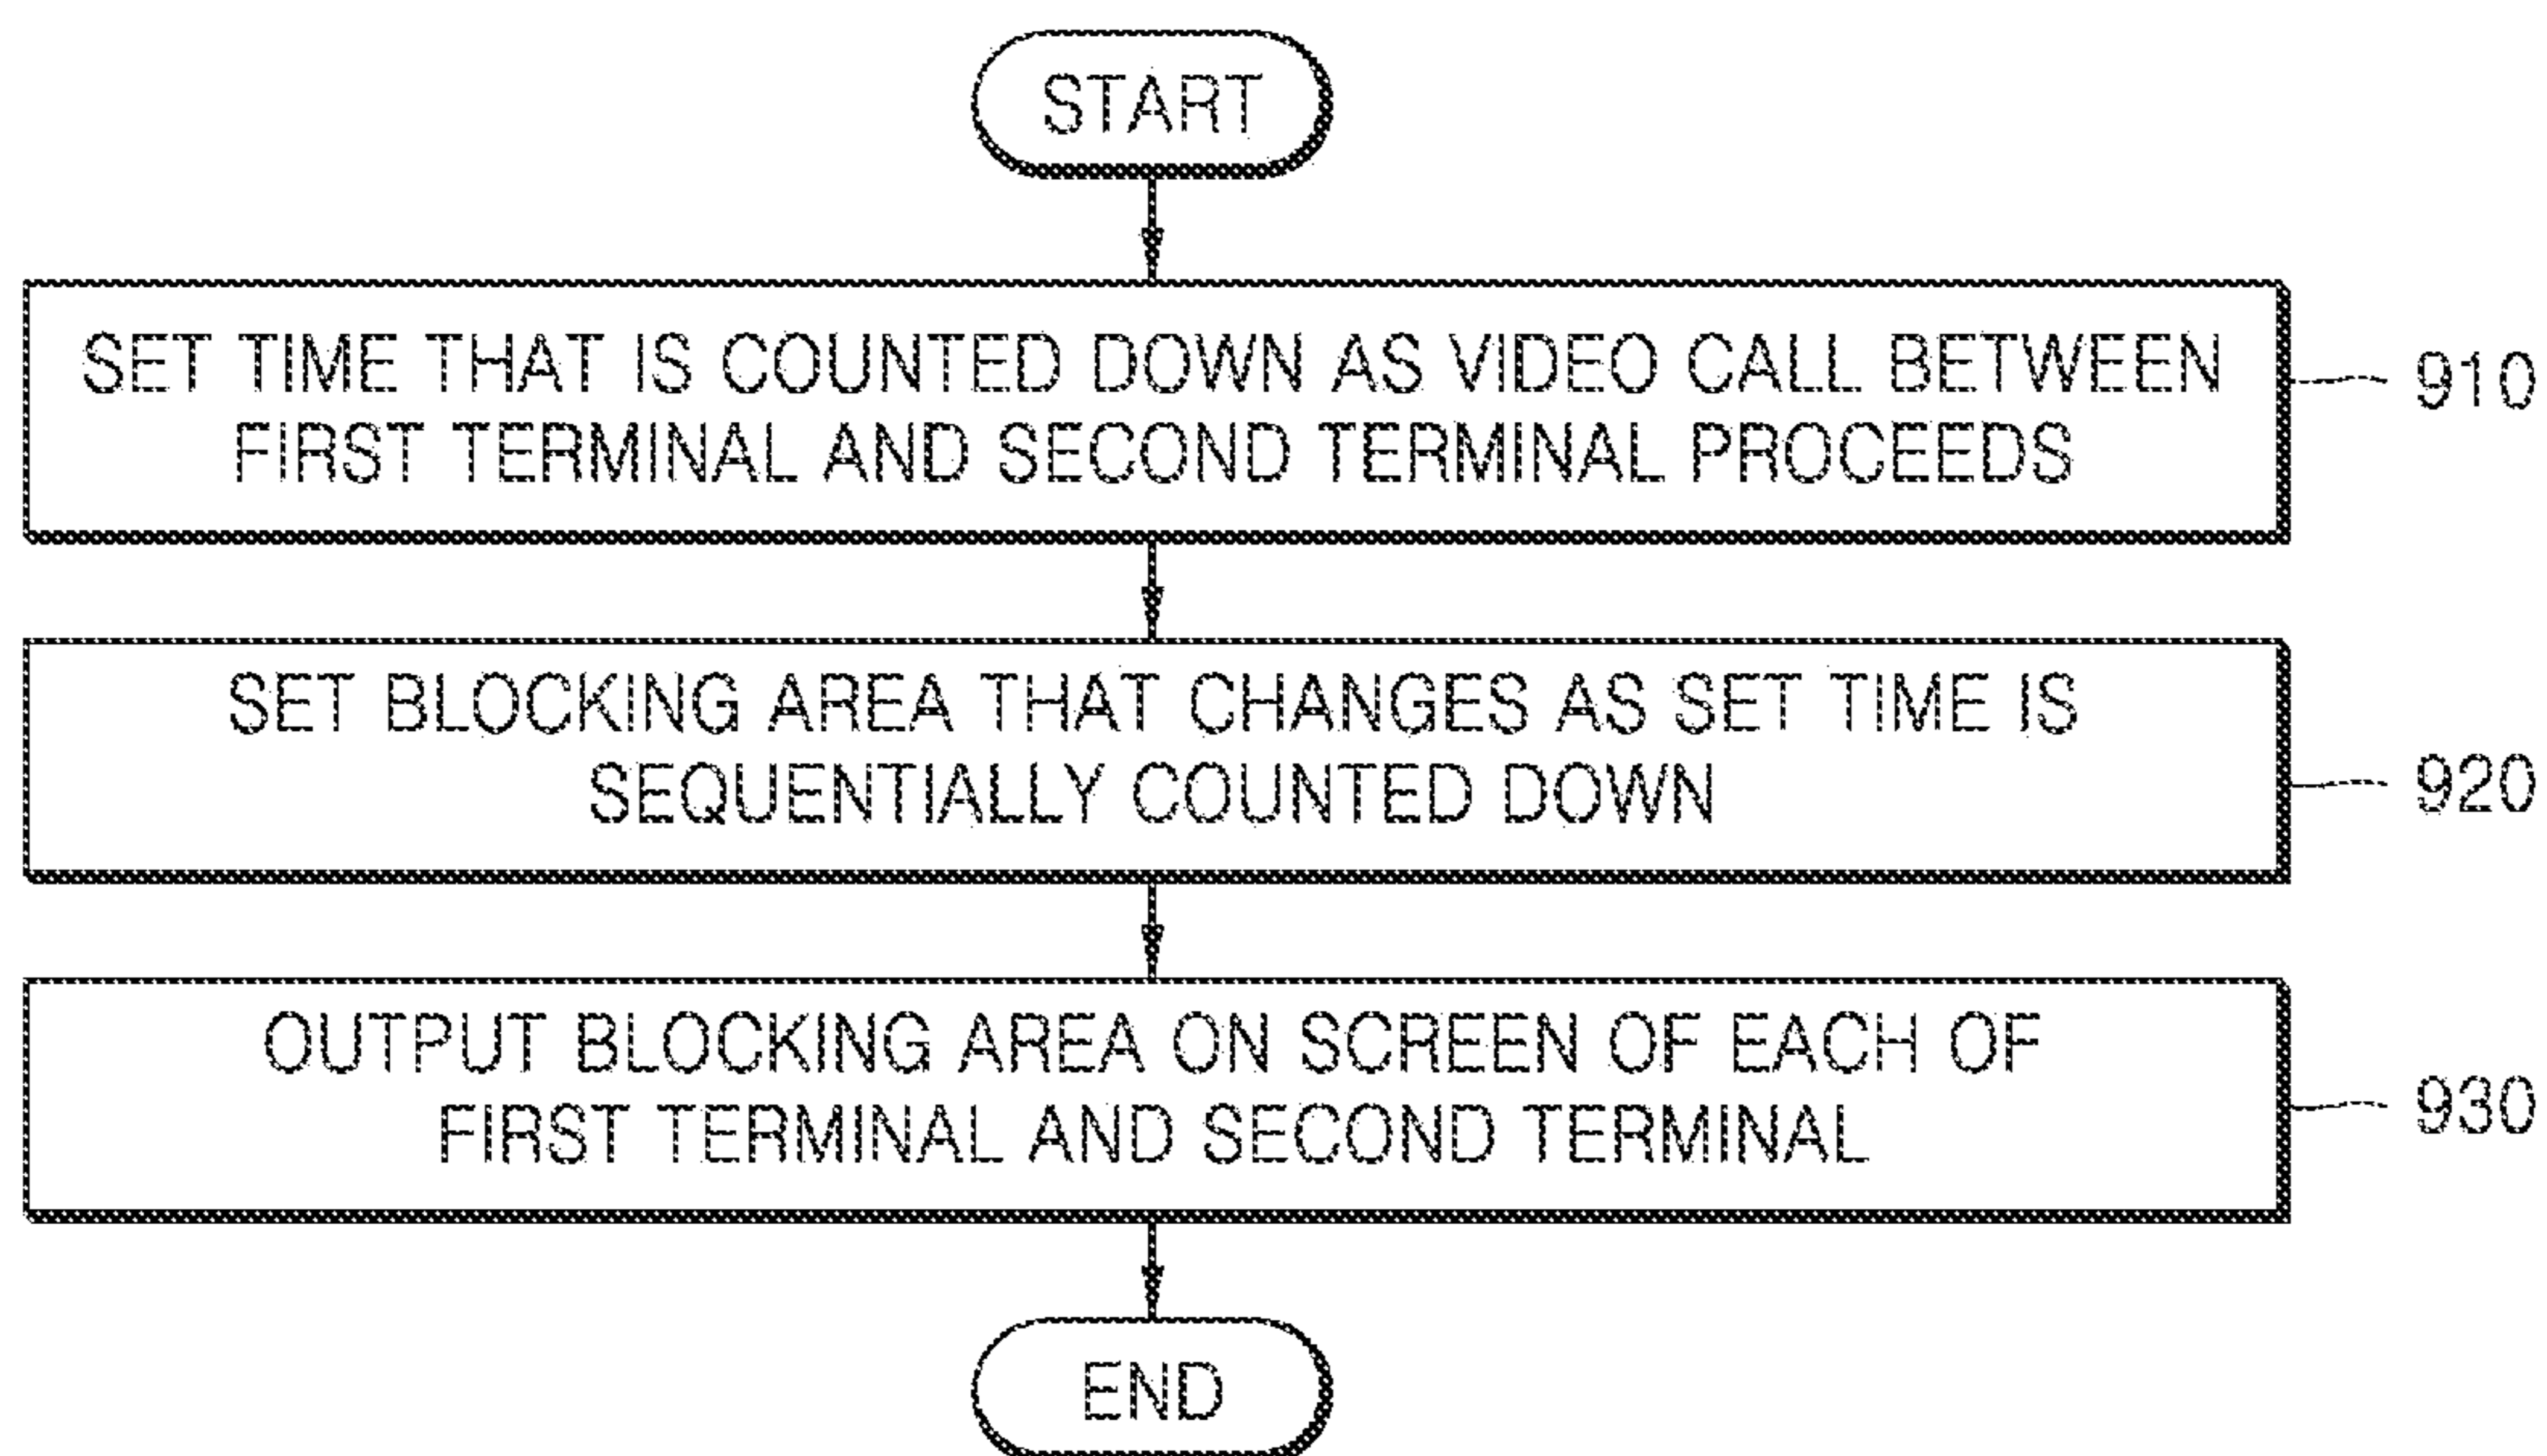 START
SET TIME THAT IS COUNTED DOWN AS VIDEO CALL BETWEEN
FIRST TERMINAL AND SECOND TERMINAL PROCEEDS
910
SET BLOCKING AREA THAT CHANGES AS SET TIME IS
SEQUENTIALLY COUNTED DOWN
920
OUTPUT BLOCKING AREA ON SCREEN OF EACH OF
FIRST TERMINAL AND SECOND TERMINAL
930
END